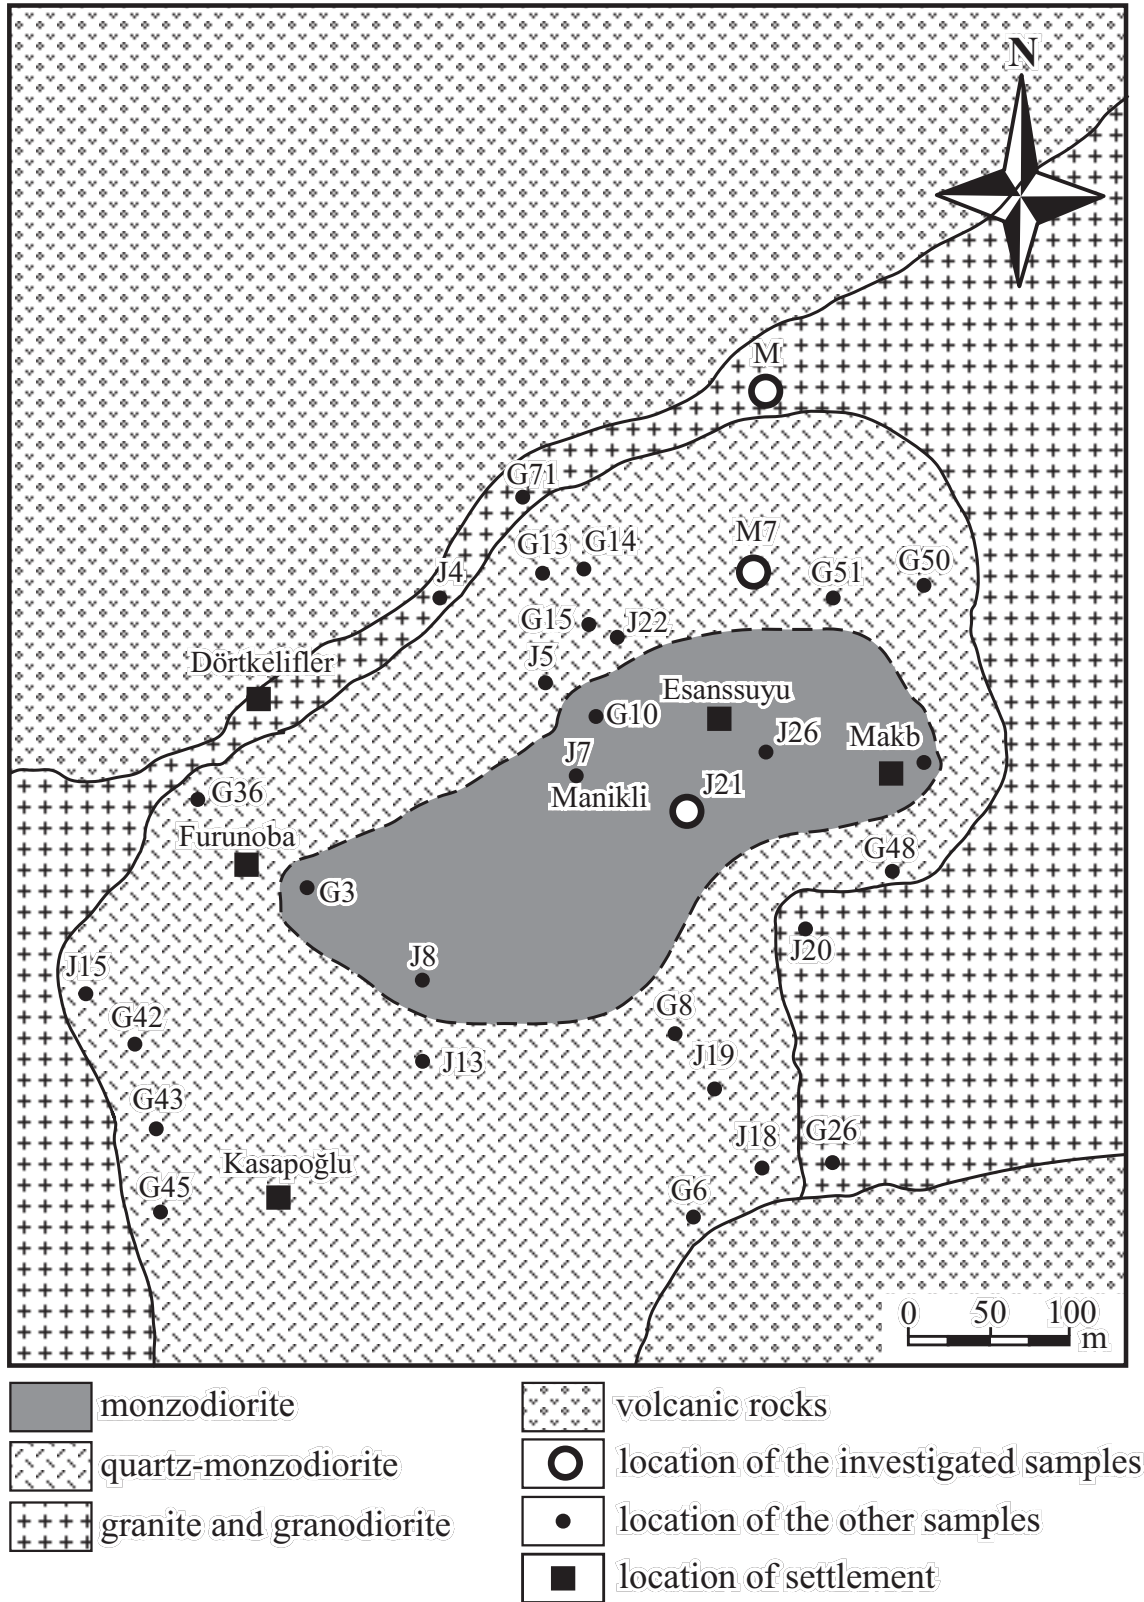 N
M
G71
M7
G13
G14
G50
G51
J4
G15
J22
J5
Dörtkelifler
Esanssuyu
G10
J26
Makb
J7
Manikli
J21
G36
Furunoba
G48
G3
J20
J8
J15
G42
G8
J13
J19
G43
J18
G26
Kasapoğlu
G45
G6
0 50 100
m
monzodiorite
quartz-monzodiorite
granite and granodiorite
volcanic rocks
location of the investigated samples
location of the other samples
location of settlement